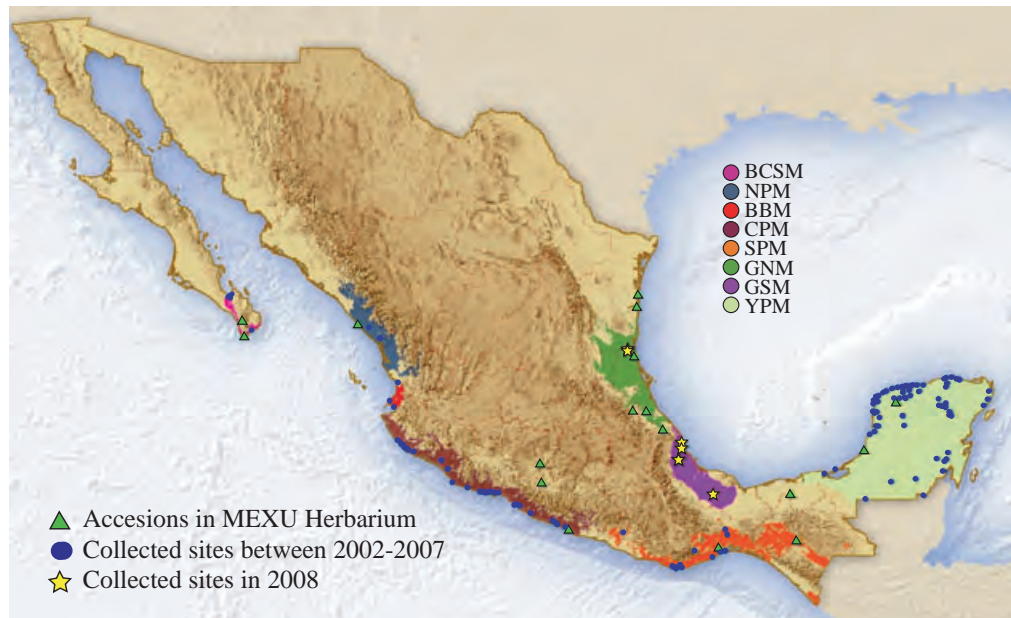 BCSM
NPM
BBM
CPM
SPM
GNM
GSM
YPM
Accesions in MEXU Herbarium
Collected sites between 2002-2007
Collected sites in 2008